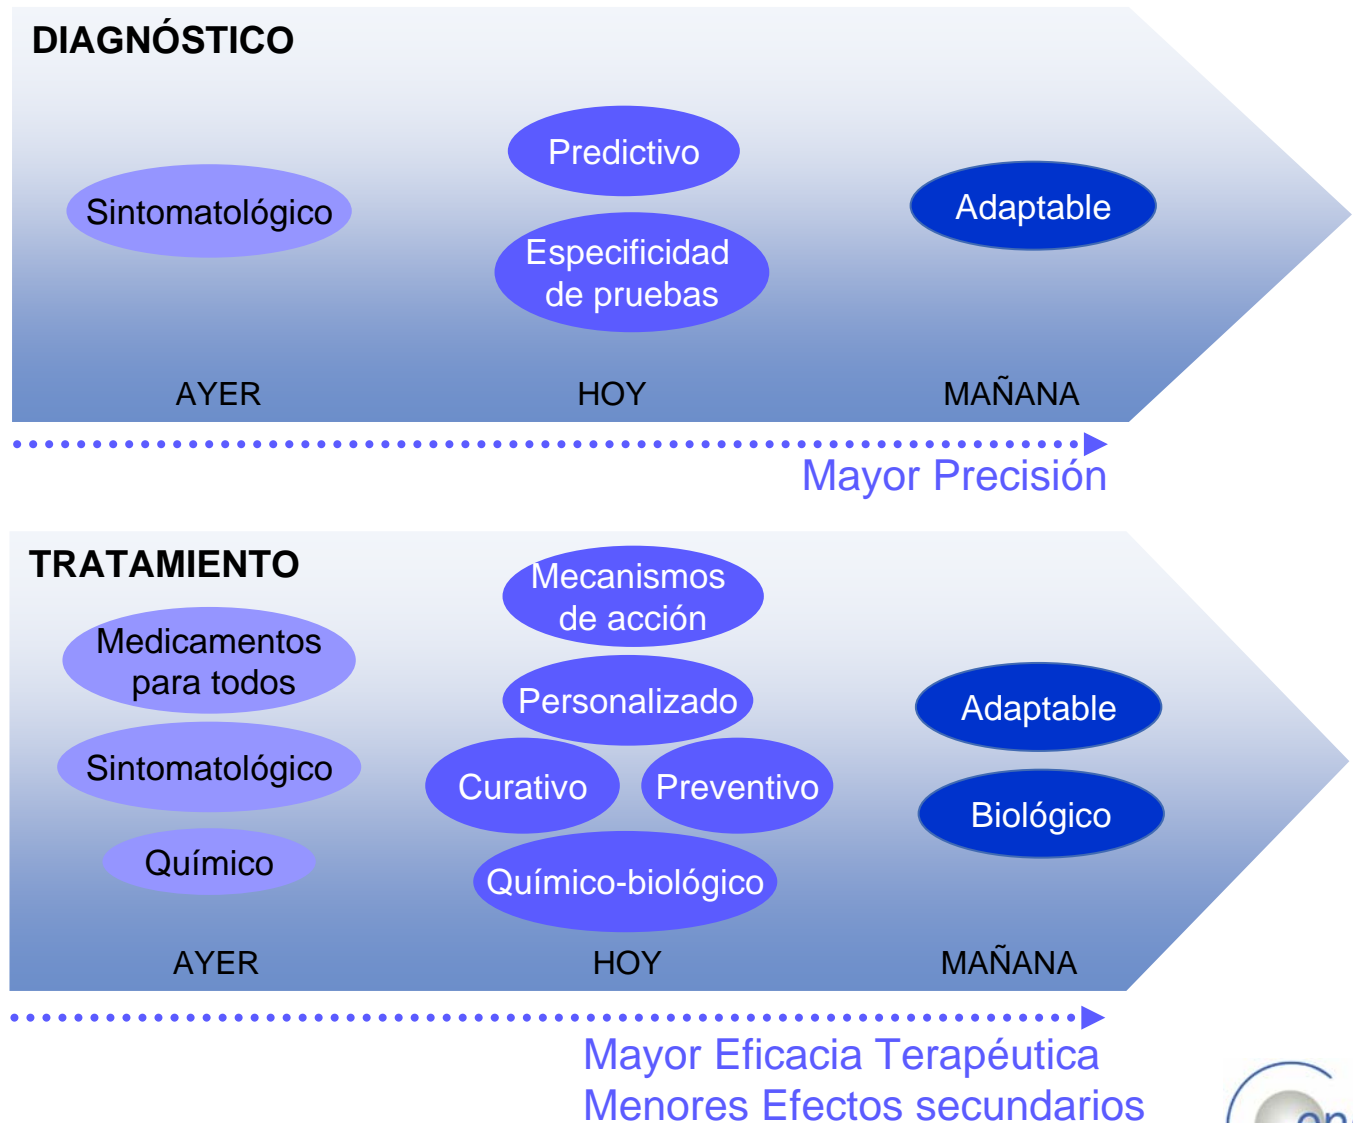 DIAGNÓSTICO
Sintomatológico
Predictivo
Especificidad
de pruebas
Adaptable
AYER
HOY
MAÑANA
Mayor Precisión
TRATAMIENTO
Medicamentos
para todos
Sintomatológico
Químico
Mecanismos
de acción
Personalizado
Curativo
Preventivo
Químico-biológico
Adaptable
Biológico
AYER
HOY
MAÑANA
Mayor Eficacia Terapéutica
Menores Efectos secundarios